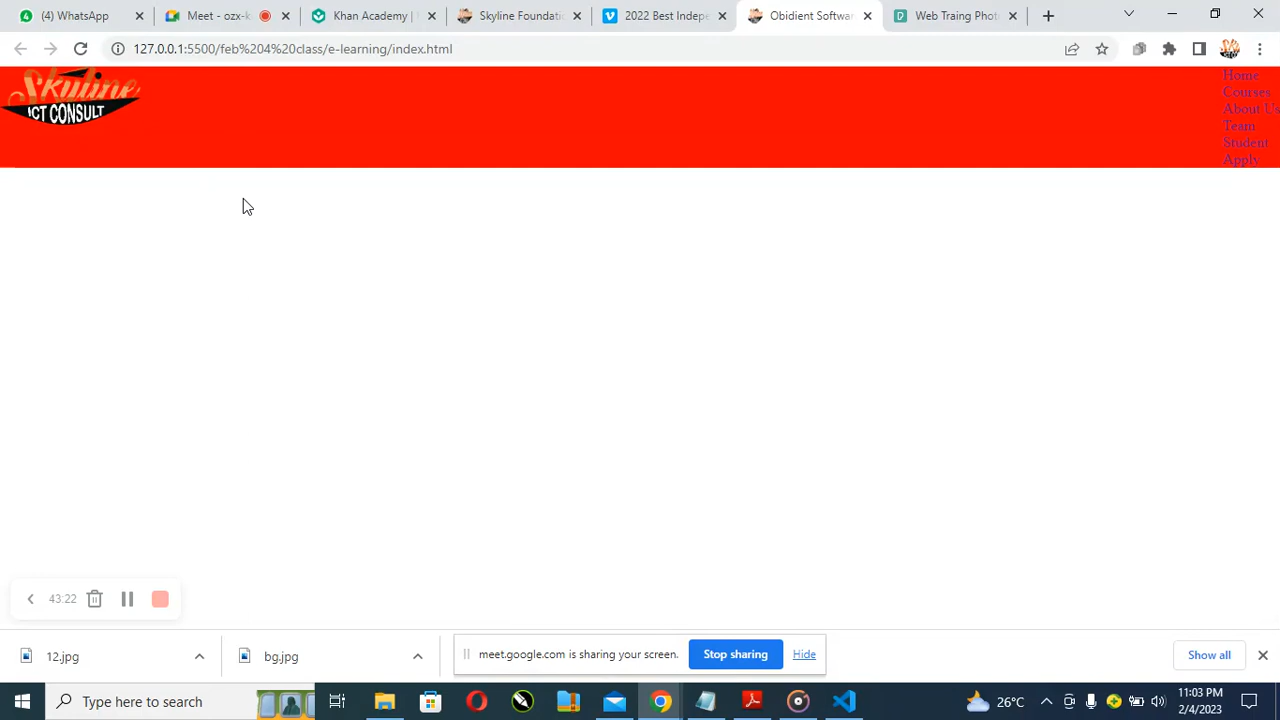 (4) WhatsApp
Meet - ozx-k
Khan Academy |
Skyline Foundatio
2022 Best Indepe
Obidient Softwar
Web Traing Phot
127.0.0.1:5500/feb%204%20class/e-learning/index.html
Skyline
ICT CONSULT
Home
Courses
About Us
Team
Student
Apply
43:22
12.jpg
bg.jpg
meet.google.com is sharing your screen.
Stop sharing
Hide
Show all
Type here to search
26°C
11:03 PM
2/4/2023